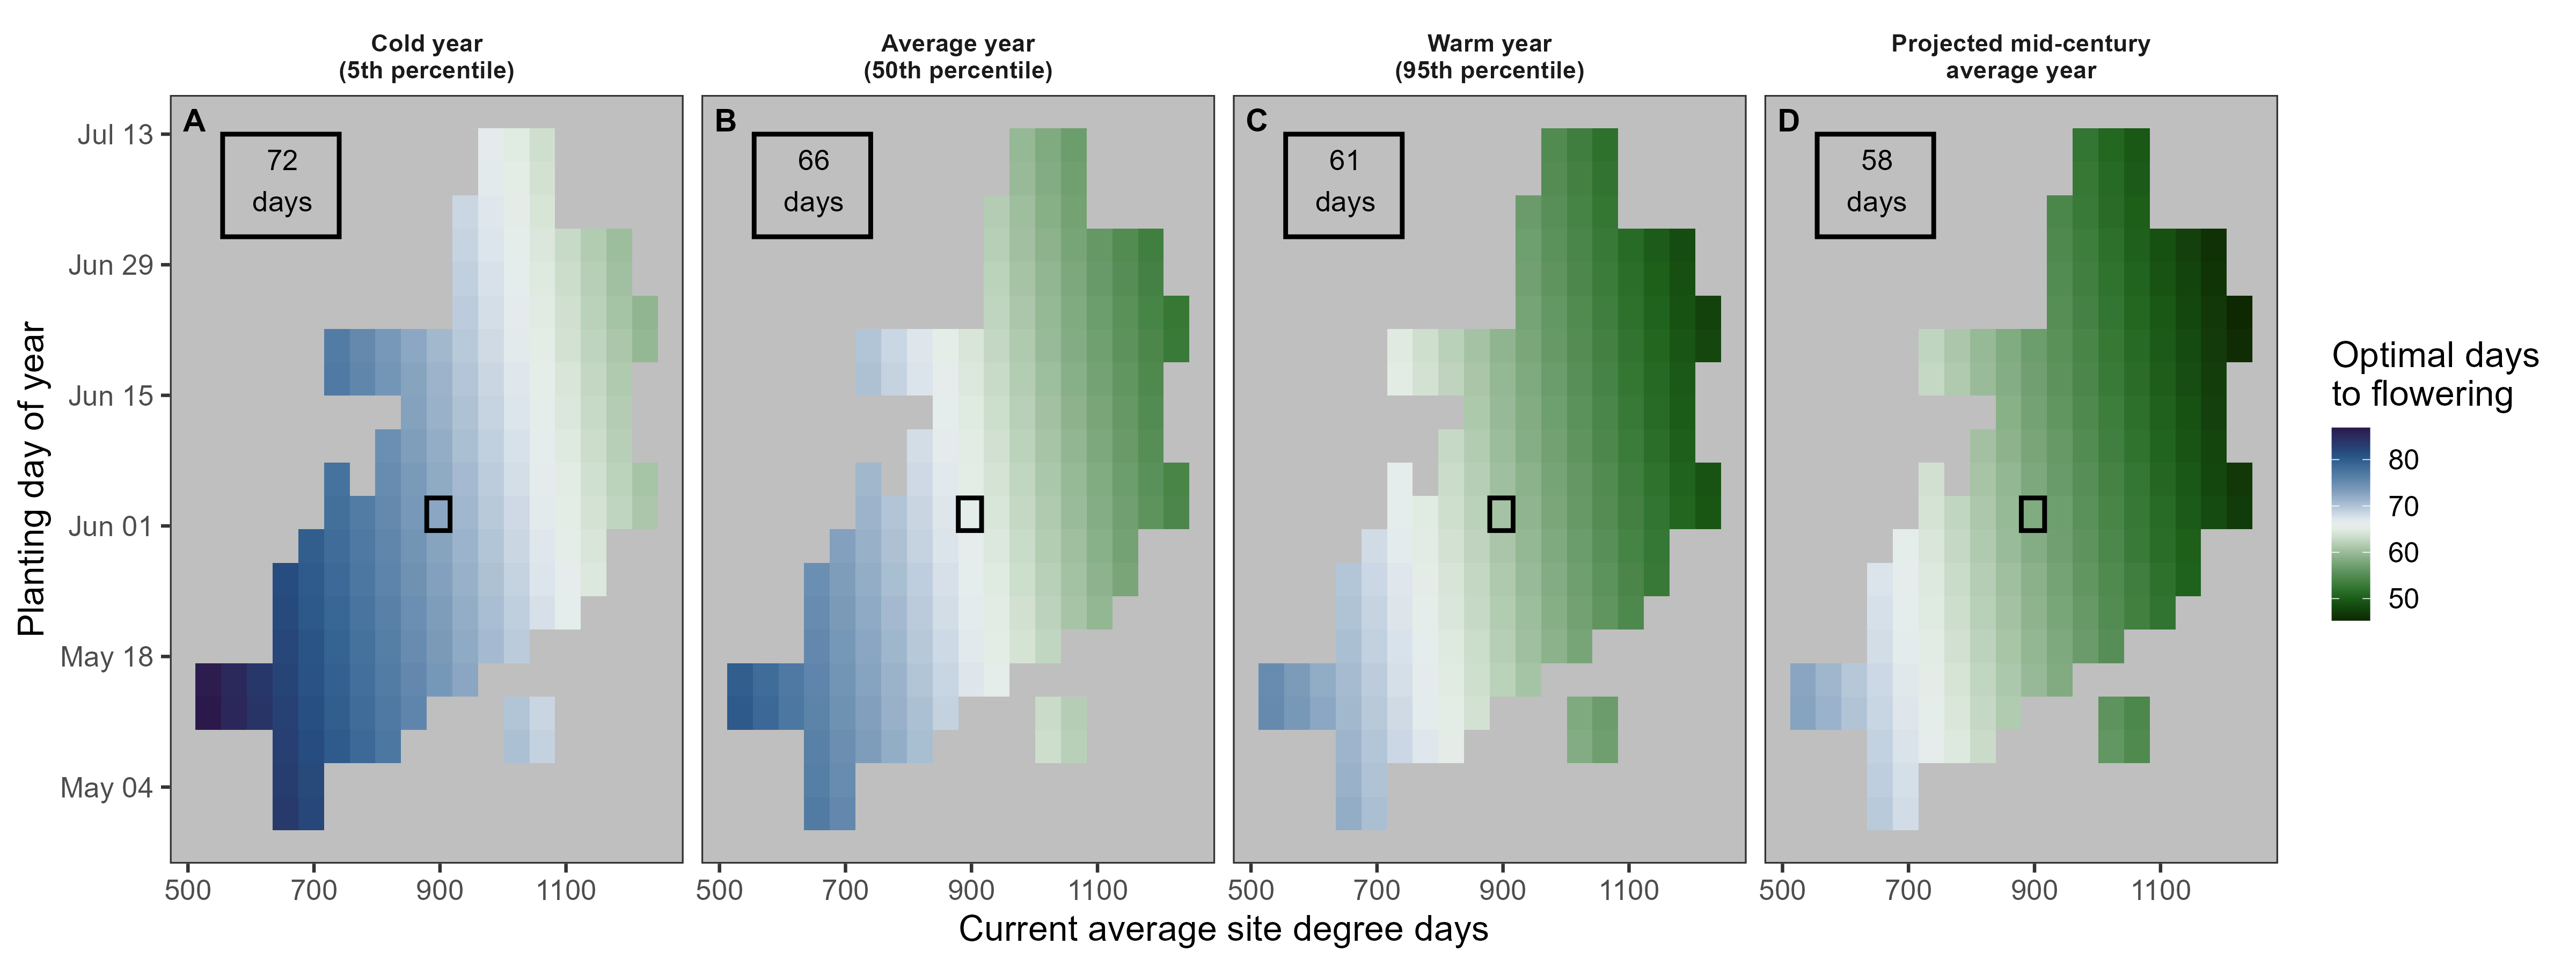 Cold year
(5th percentile)
Average year
(50th percentile)
Warm year
(95th percentile)
Projected mid-century
average year
A
72
days
B
66
days
C
61
days
D
58
days
Planting day of year
Jul 13
Jun 29
Jun 15
Jun 01
May 18
May 04
500 700 900 1100
500 700 900 1100
500 700 900 1100
500 700 900 1100
Current average site degree days
Optimal days
to flowering
80
70
60
50